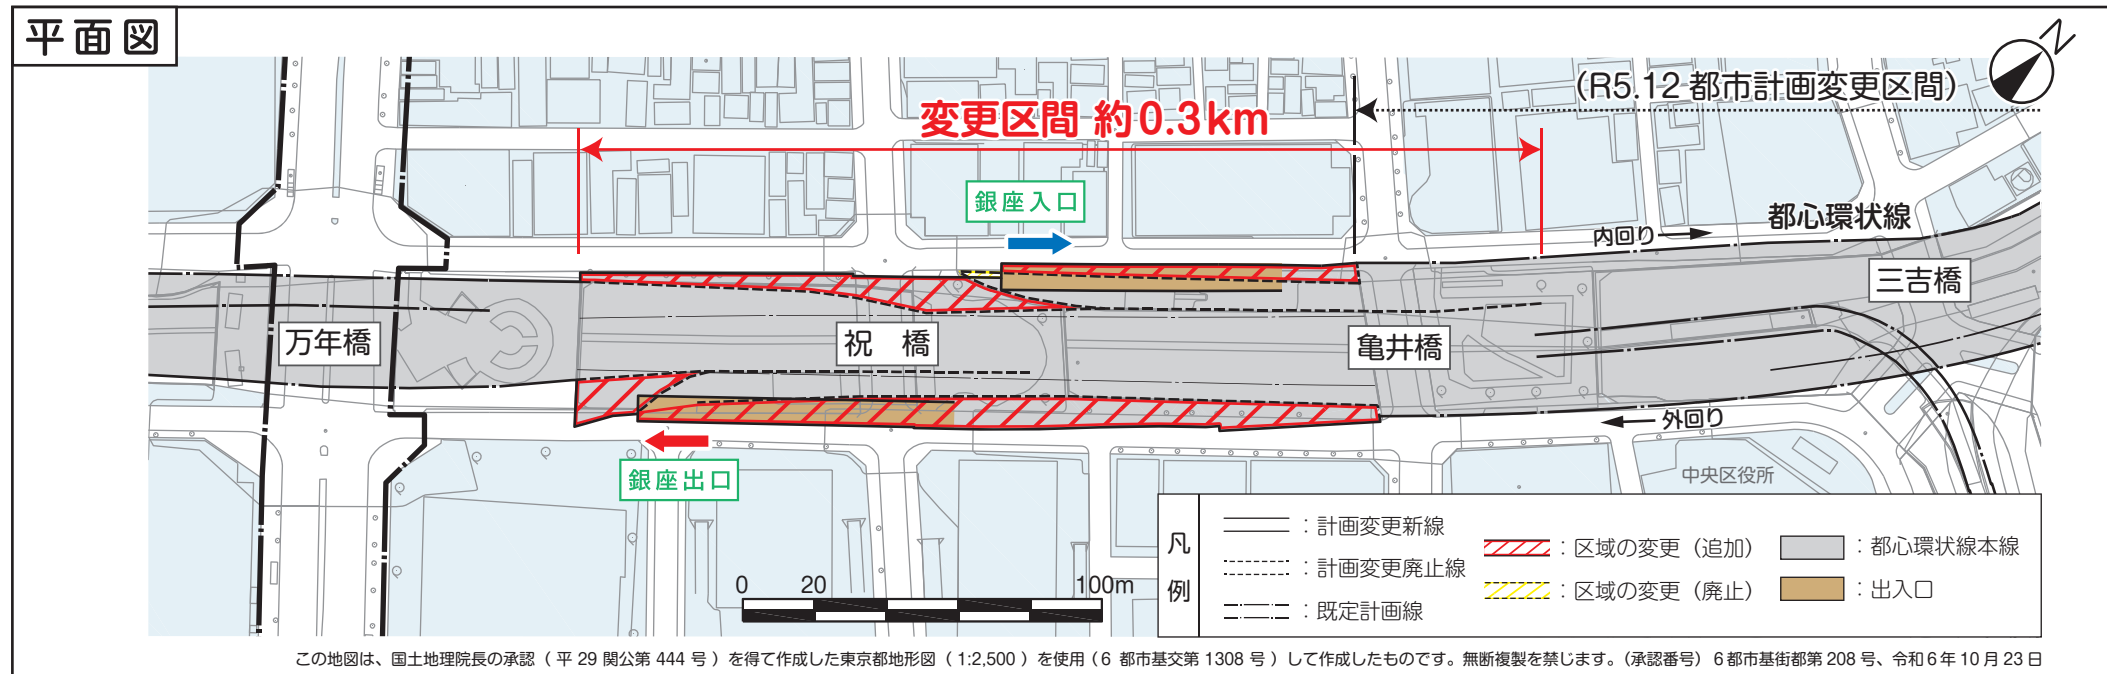 平面図
N
(R5.12 都市計画変更区間)
変更区間 約0.3km
銀座入口
都心環状線
内回り
三吉橋
万年橋
祝 橋
亀井橋
外回り
銀座出口
中央区役所
0 20 100m
凡例
：計画変更新線
：計画変更廃止線
：既定計画線
：区域の変更（追加）
：区域の変更（廃止）
：都心環状線本線
：出入口
この地図は、国土地理院長の承認（平 29 関公第 444 号）を得て作成した東京都地形図（1:2,500）を使用（6 都市基交第 1308 号）して作成したものです。無断複製を禁じます。（承認番号）6 都市基街都第 208 号、令和 6 年 10 月 23 日